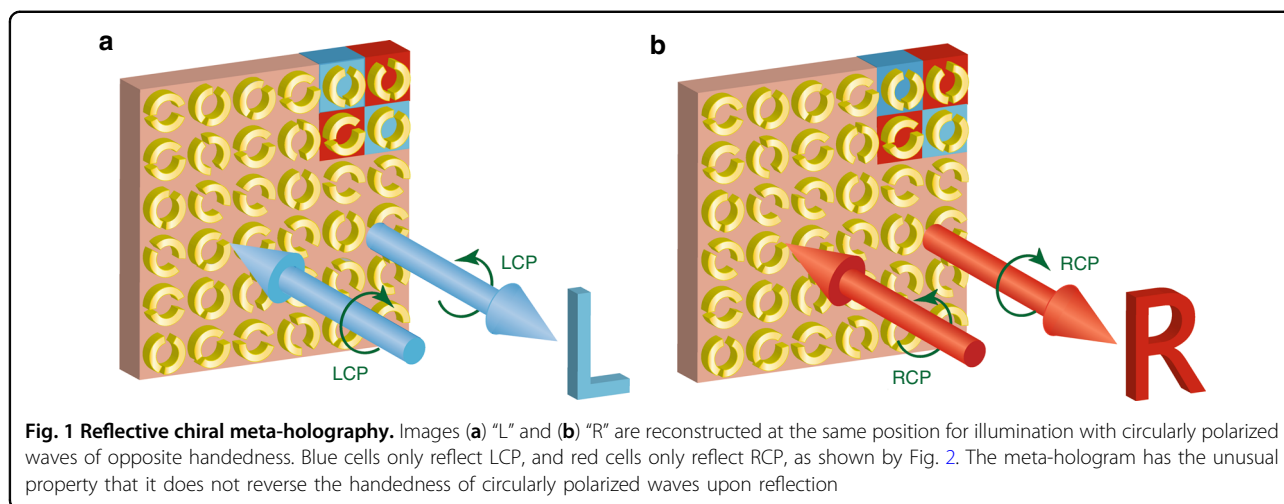 a
b
LCP
LCP
L
RCP
RCP
R
Fig. 1 Reflective chiral meta-holography. Images (a) “L” and (b) “R” are reconstructed at the same position for illumination with circularly polarized
waves of opposite handedness. Blue cells only reflect LCP, and red cells only reflect RCP, as shown by Fig. 2. The meta-hologram has the unusual
property that it does not reverse the handedness of circularly polarized waves upon reflection